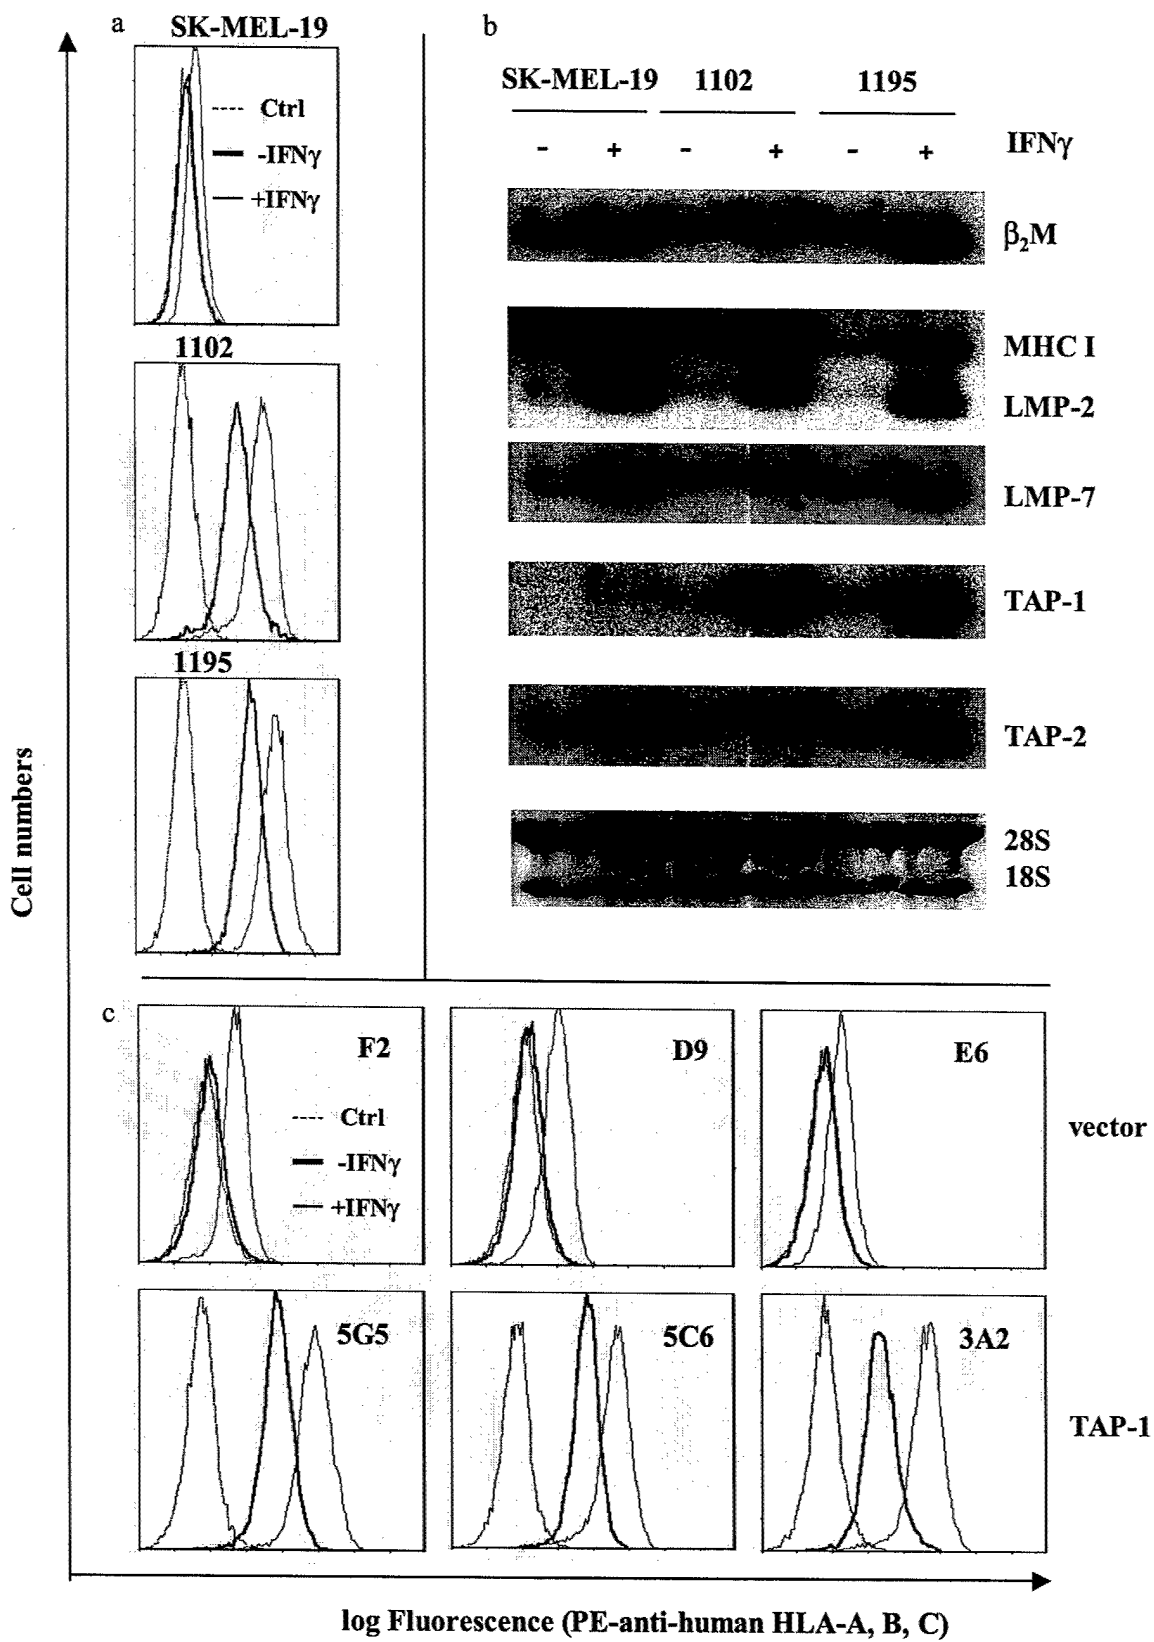 a
SK-MEL-19
Ctrl
-IFNγ
+IFNγ
1102
1195
b
SK-MEL-19 1102 1195
- + - + - + IFNγ
β₂M
MHC I
LMP-2
LMP-7
TAP-1
TAP-2
28S
18S
Cell numbers
c
F2 D9 E6
Ctrl
-IFNγ
+IFNγ
vector
5G5 5C6 3A2
TAP-1
log Fluorescence (PE-anti-human HLA-A, B, C)